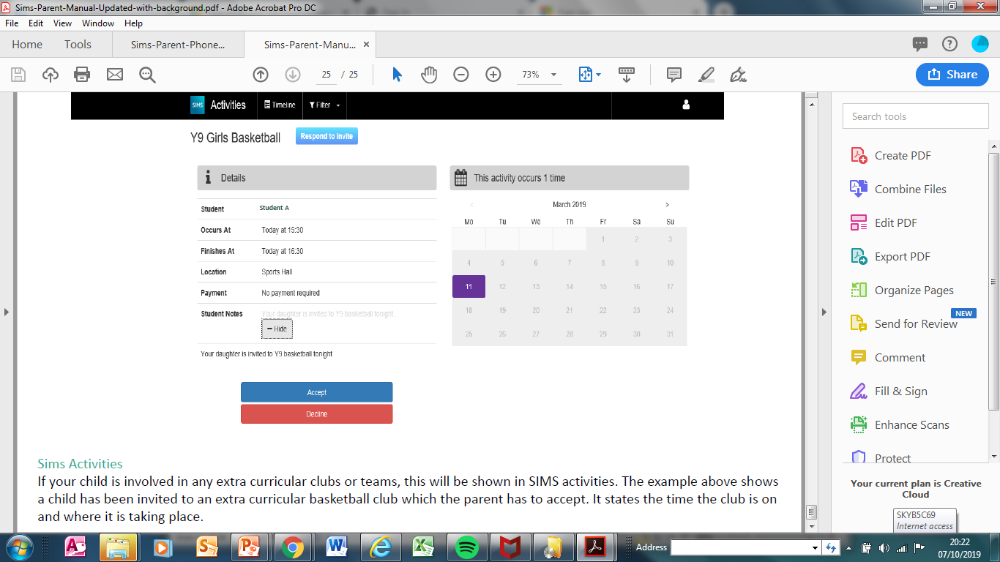 Sims-Parent-Manual-Updated-with-background.pdf - Adobe Acrobat Pro DC
File Edit View Window Help
Home Tools Sims-Parent-Phone... Sims-Parent-Manu... ×
25 / 25 73%
Share
SIMS Activities Timeline Filter
Y9 Girls Basketball Respond to invite
Details
Student Student A
Occurs At Today at 15:30
Finishes At Today at 16:30
Location Sports Hall
Payment No payment required
Student Notes Your daughter is invited to Y9 basketball tonight...
Hide
Your daughter is invited to Y9 basketball tonight
Accept
Decline
This activity occurs 1 time
< March 2019 >
Mo Tu We Th Fr Sa Su
1 2 3
4 5 6 7 8 9 10
11 12 13 14 15 16 17
18 19 20 21 22 23 24
25 26 27 28 29 30 31
Sims Activities
If your child is involved in any extra curricular clubs or teams, this will be shown in SIMS activities. The example above shows
a child has been invited to an extra curricular basketball club which the parent has to accept. It states the time the club is on
and where it is taking place.
Search tools
Create PDF
Combine Files
Edit PDF
Export PDF
Organize Pages
NEW
Send for Review
Comment
Fill & Sign
Enhance Scans
Protect
Your current plan is Creative
Cloud
SKYB5C69
Internet access
Address
20:22
07/10/2019